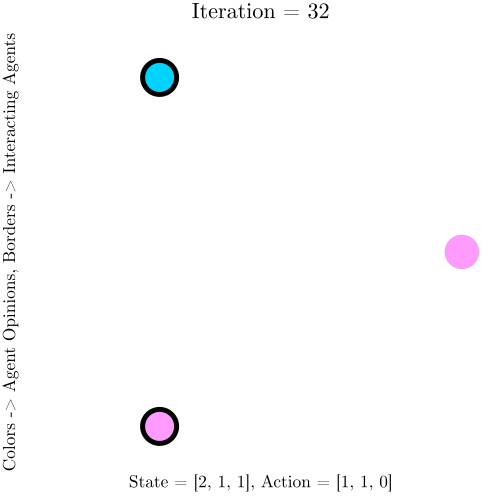 Iteration = 32
Colors -> Agent Opinions, Borders -> Interacting Agents
State = [2, 1, 1], Action = [1, 1, 0]